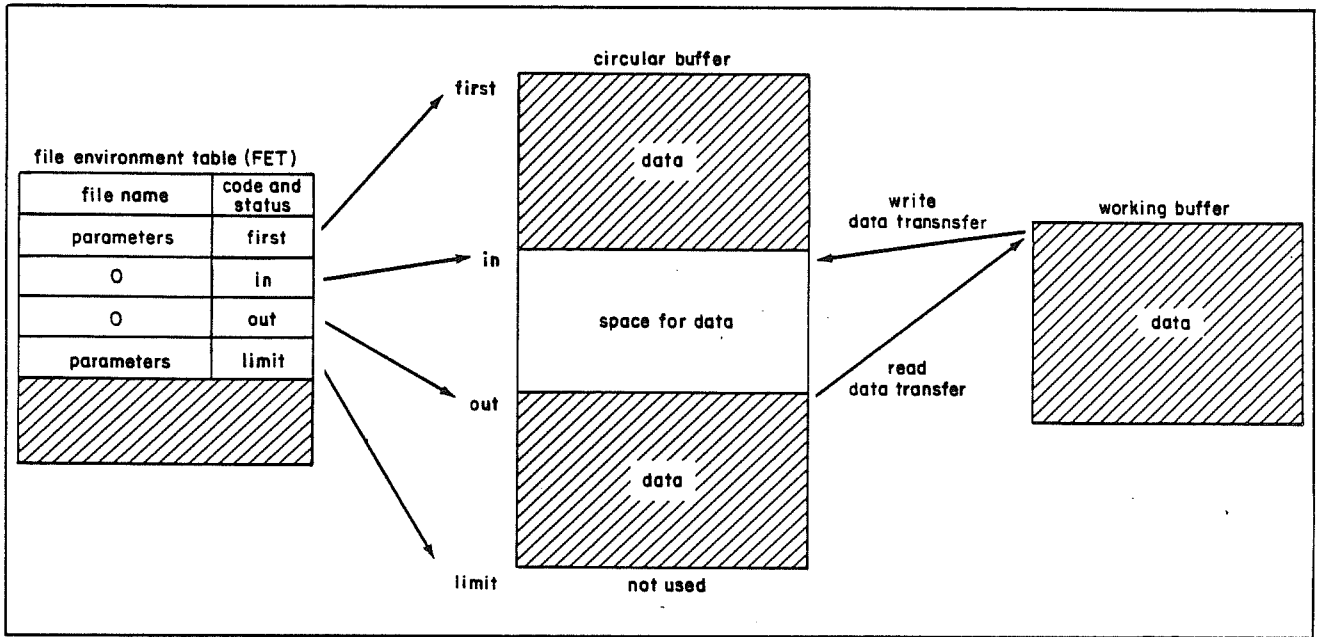 circular buffer
first
data
file environment table (FET)
file name
code and
status
parameters
first
in
O
in
O
out
parameters
limit
space for data
write
data transnsfer
working buffer
data
read
data transfer
out
data
limit
not used